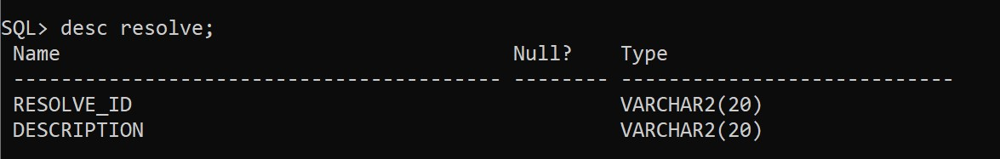 SQL> desc resolve;
Name Null? Type
----------------------------------------- -------- ----------------------------
RESOLVE_ID VARCHAR2(20)
DESCRIPTION VARCHAR2(20)